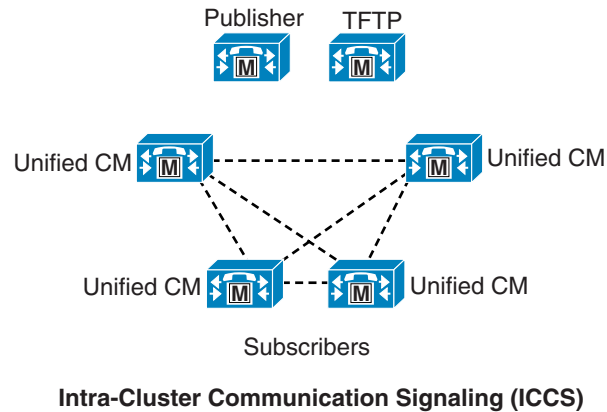 Publisher TFTP
M M
Unified CM M M Unified CM
Unified CM M M Unified CM
Subscribers
Intra-Cluster Communication Signaling (ICCS)